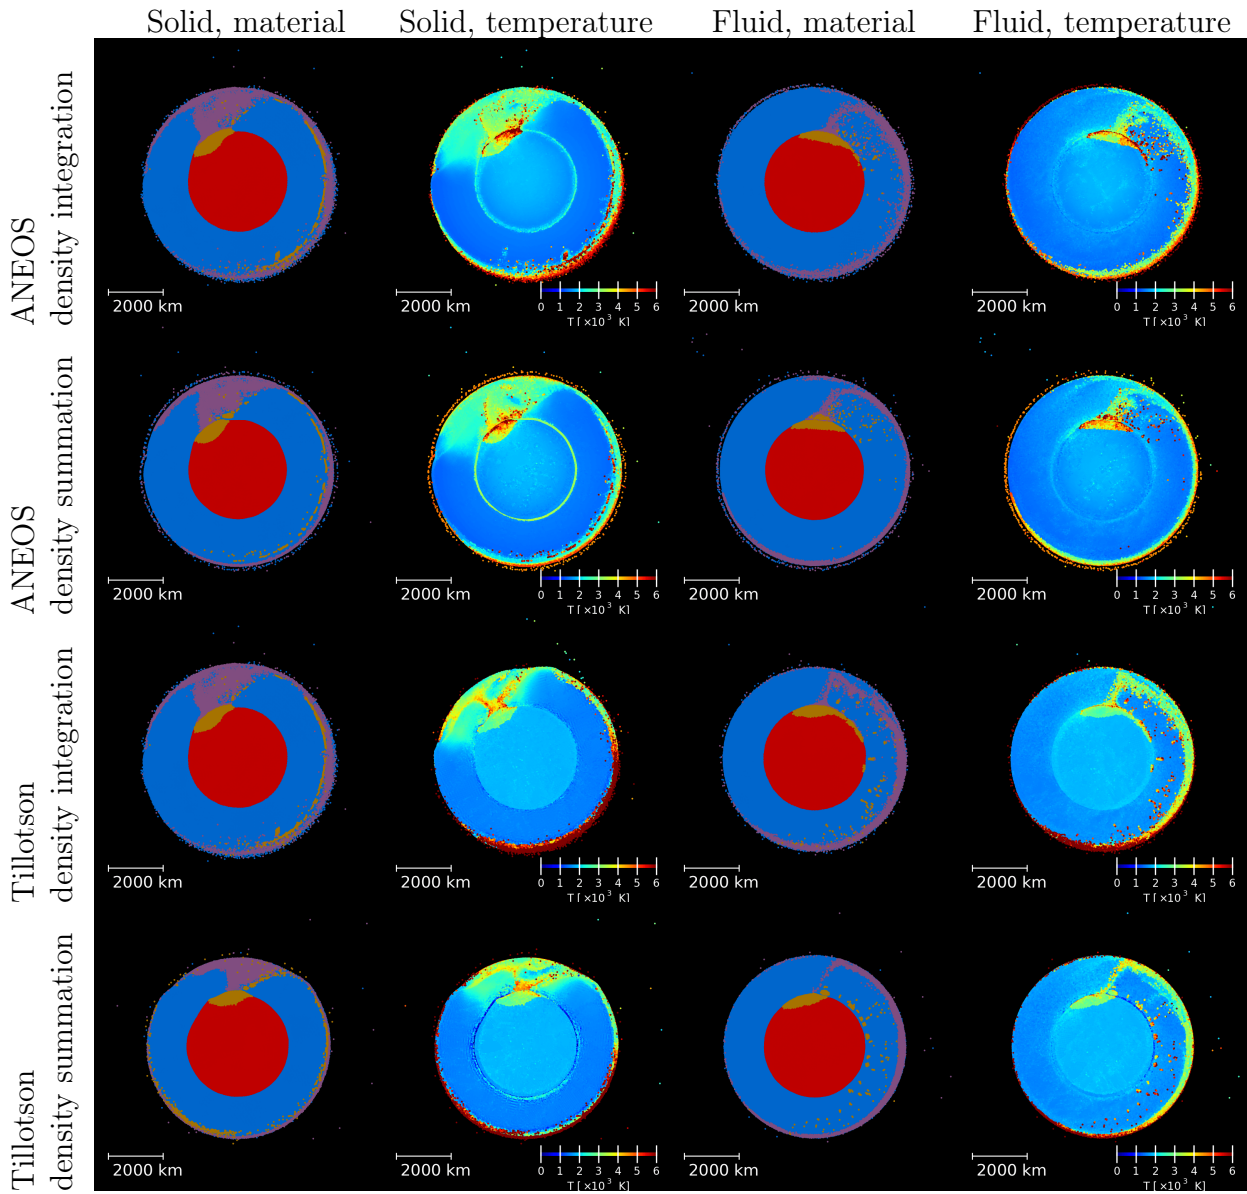 Solid, material Solid, temperature Fluid, material Fluid, temperature
ANEOS
density integration
2000 km 2000 km 2000 km 2000 km
0 1 2 3 4 5 6
T [×10³ K]
0 1 2 3 4 5 6
T [×10³ K]
ANEOS
density summation
2000 km 2000 km 2000 km 2000 km
0 1 2 3 4 5 6
T [×10³ K]
0 1 2 3 4 5 6
T [×10³ K]
Tillotson
density integration
2000 km 2000 km 2000 km 2000 km
0 1 2 3 4 5 6
T [×10³ K]
0 1 2 3 4 5 6
T [×10³ K]
Tillotson
density summation
2000 km 2000 km 2000 km 2000 km
0 1 2 3 4 5 6
T [×10³ K]
0 1 2 3 4 5 6
T [×10³ K]